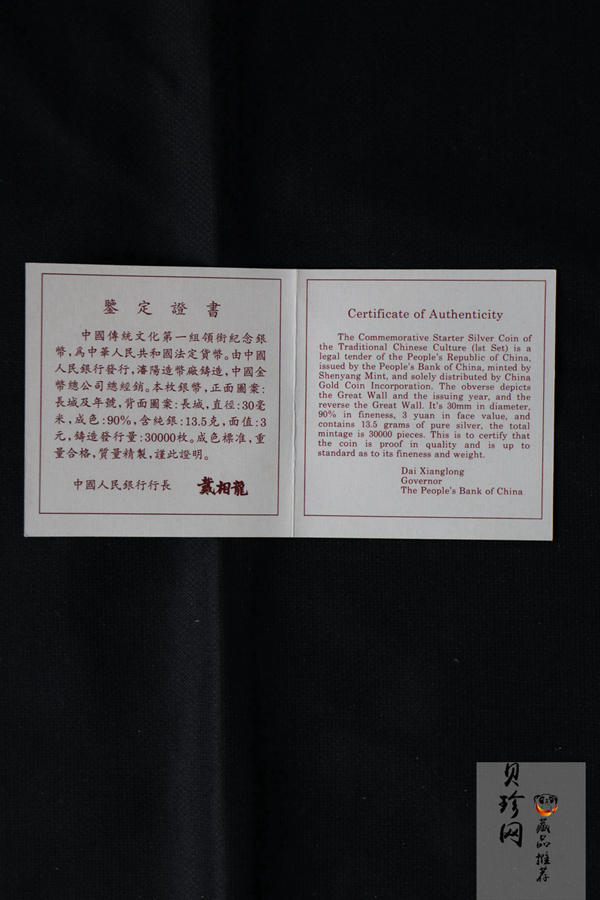 鑒定證書
中國傳統文化第一組領銜紀念銀
幣，為中華人民共和國法定貨幣。由中國
人民銀行發行，瀋陽造幣廠鑄造，中國金
幣總公司總經銷。本枚銀幣，正面圖案：
長城及年號，背面圖案：長城，直徑：30毫
米，成色：90%，含純銀：13.5克，面值：3
元，鑄造發行量：30000枚。成色標准，重
量合格，質量精製，謹此證明。
中國人民銀行行長 戴相龍
Certificate of Authenticity
The Commemorative Starter Silver Coin of
the Traditional Chinese Culture (lst Set) is a
legal tender of the People's Republic of China,
issued by the People's Bank of China, minted by
Shenyang Mint, and solely distributed by China
Gold Coin Incorporation. The obverse depicts
the Great Wall and the issuing year, and the
reverse the Great Wall. It's 30mm in diameter,
90% in fineness, 3 yuan in face value, and
contains 13.5 grams of pure silver, the total
mintage is 30000 pieces. This is to certify that
the coin is proof in quality and is up to
standard as to its fineness and weight.
Dai Xianglong
Governor
The People's Bank of China
贝珍网
藏品推荐